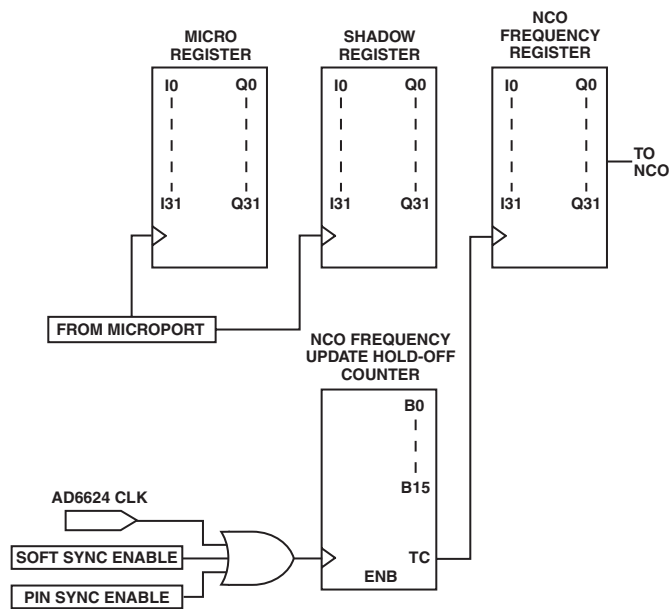 MICRO
REGISTER
SHADOW
REGISTER
NCO
FREQUENCY
REGISTER
I0 Q0
I31 Q31
I0 Q0
I31 Q31
I0 Q0
I31 Q31
TO
NCO
FROM MICROPORT
NCO FREQUENCY
UPDATE HOLD-OFF
COUNTER
B0
B15
AD6624 CLK
SOFT SYNC ENABLE
PIN SYNC ENABLE
TC
ENB